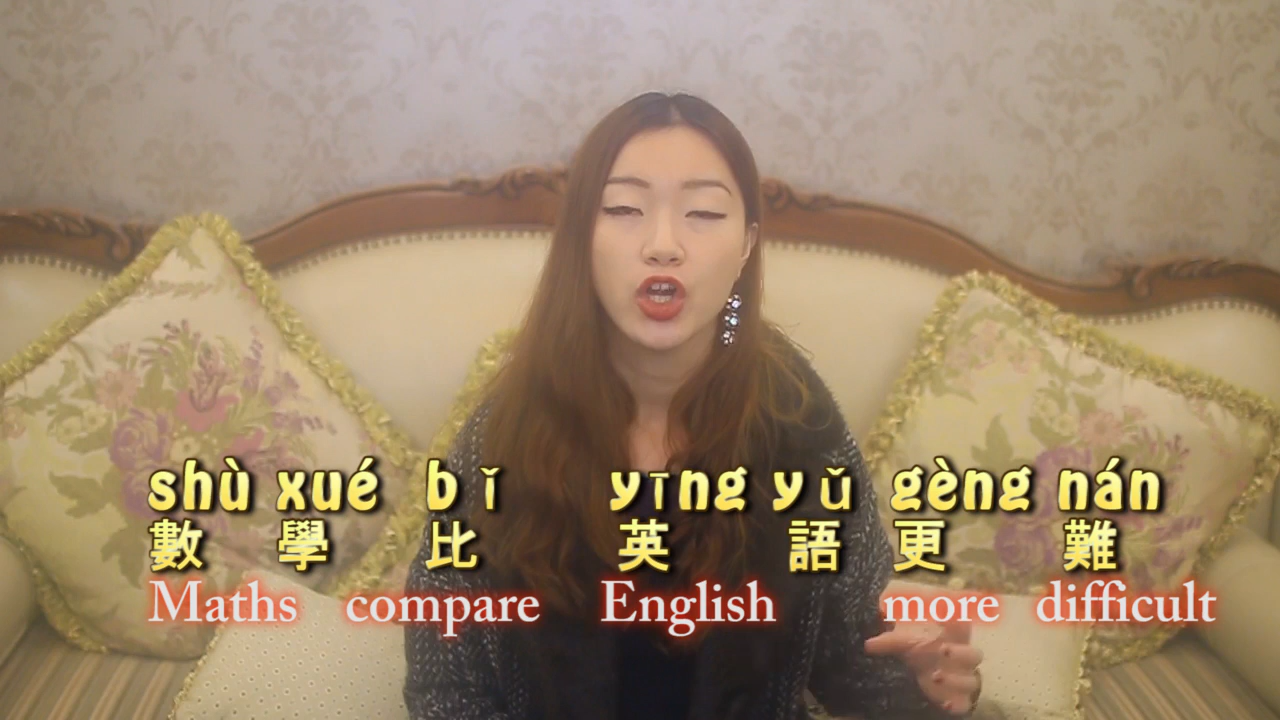 shù xué bǐ yīng yǔ gèng nán
數學比英語更難
Maths compare English more difficult